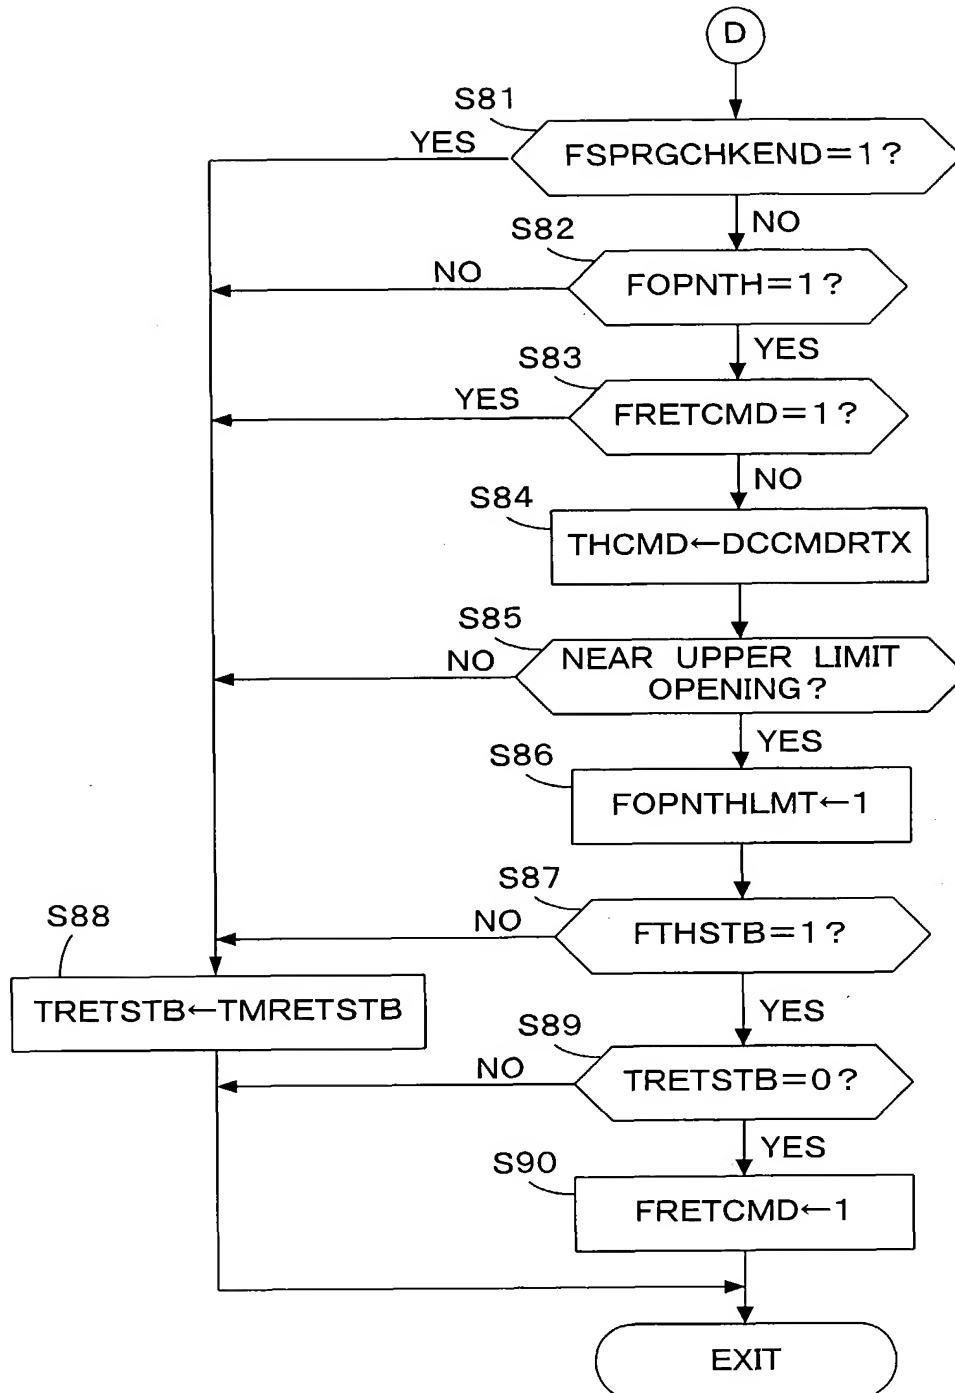 D
S81
YES
FSPRGCHKEND=1?
NO
S82
NO
FOPNTH=1?
YES
S83
YES
FRETCMD=1?
NO
S84
THCMD←DCCMDRTX
S85
NO
NEAR UPPER LIMIT
OPENING?
YES
S86
FOPNTHLMT←1
S87
NO
FTHSTB=1?
S88
TRETSTB←TMRETSTB
YES
S89
NO
TRETSTB=0?
YES
S90
FRETCMD←1
EXIT